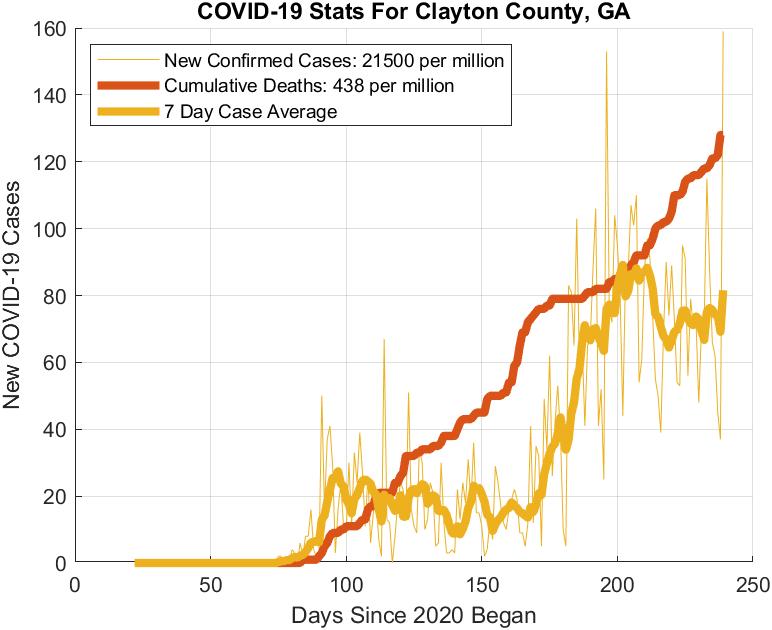 COVID-19 Stats For Clayton County, GA
New Confirmed Cases: 21500 per million
Cumulative Deaths: 438 per million
7 Day Case Average
New COVID-19 Cases
160
140
120
100
80
60
40
20
0
0 50 100 150 200 250
Days Since 2020 Began